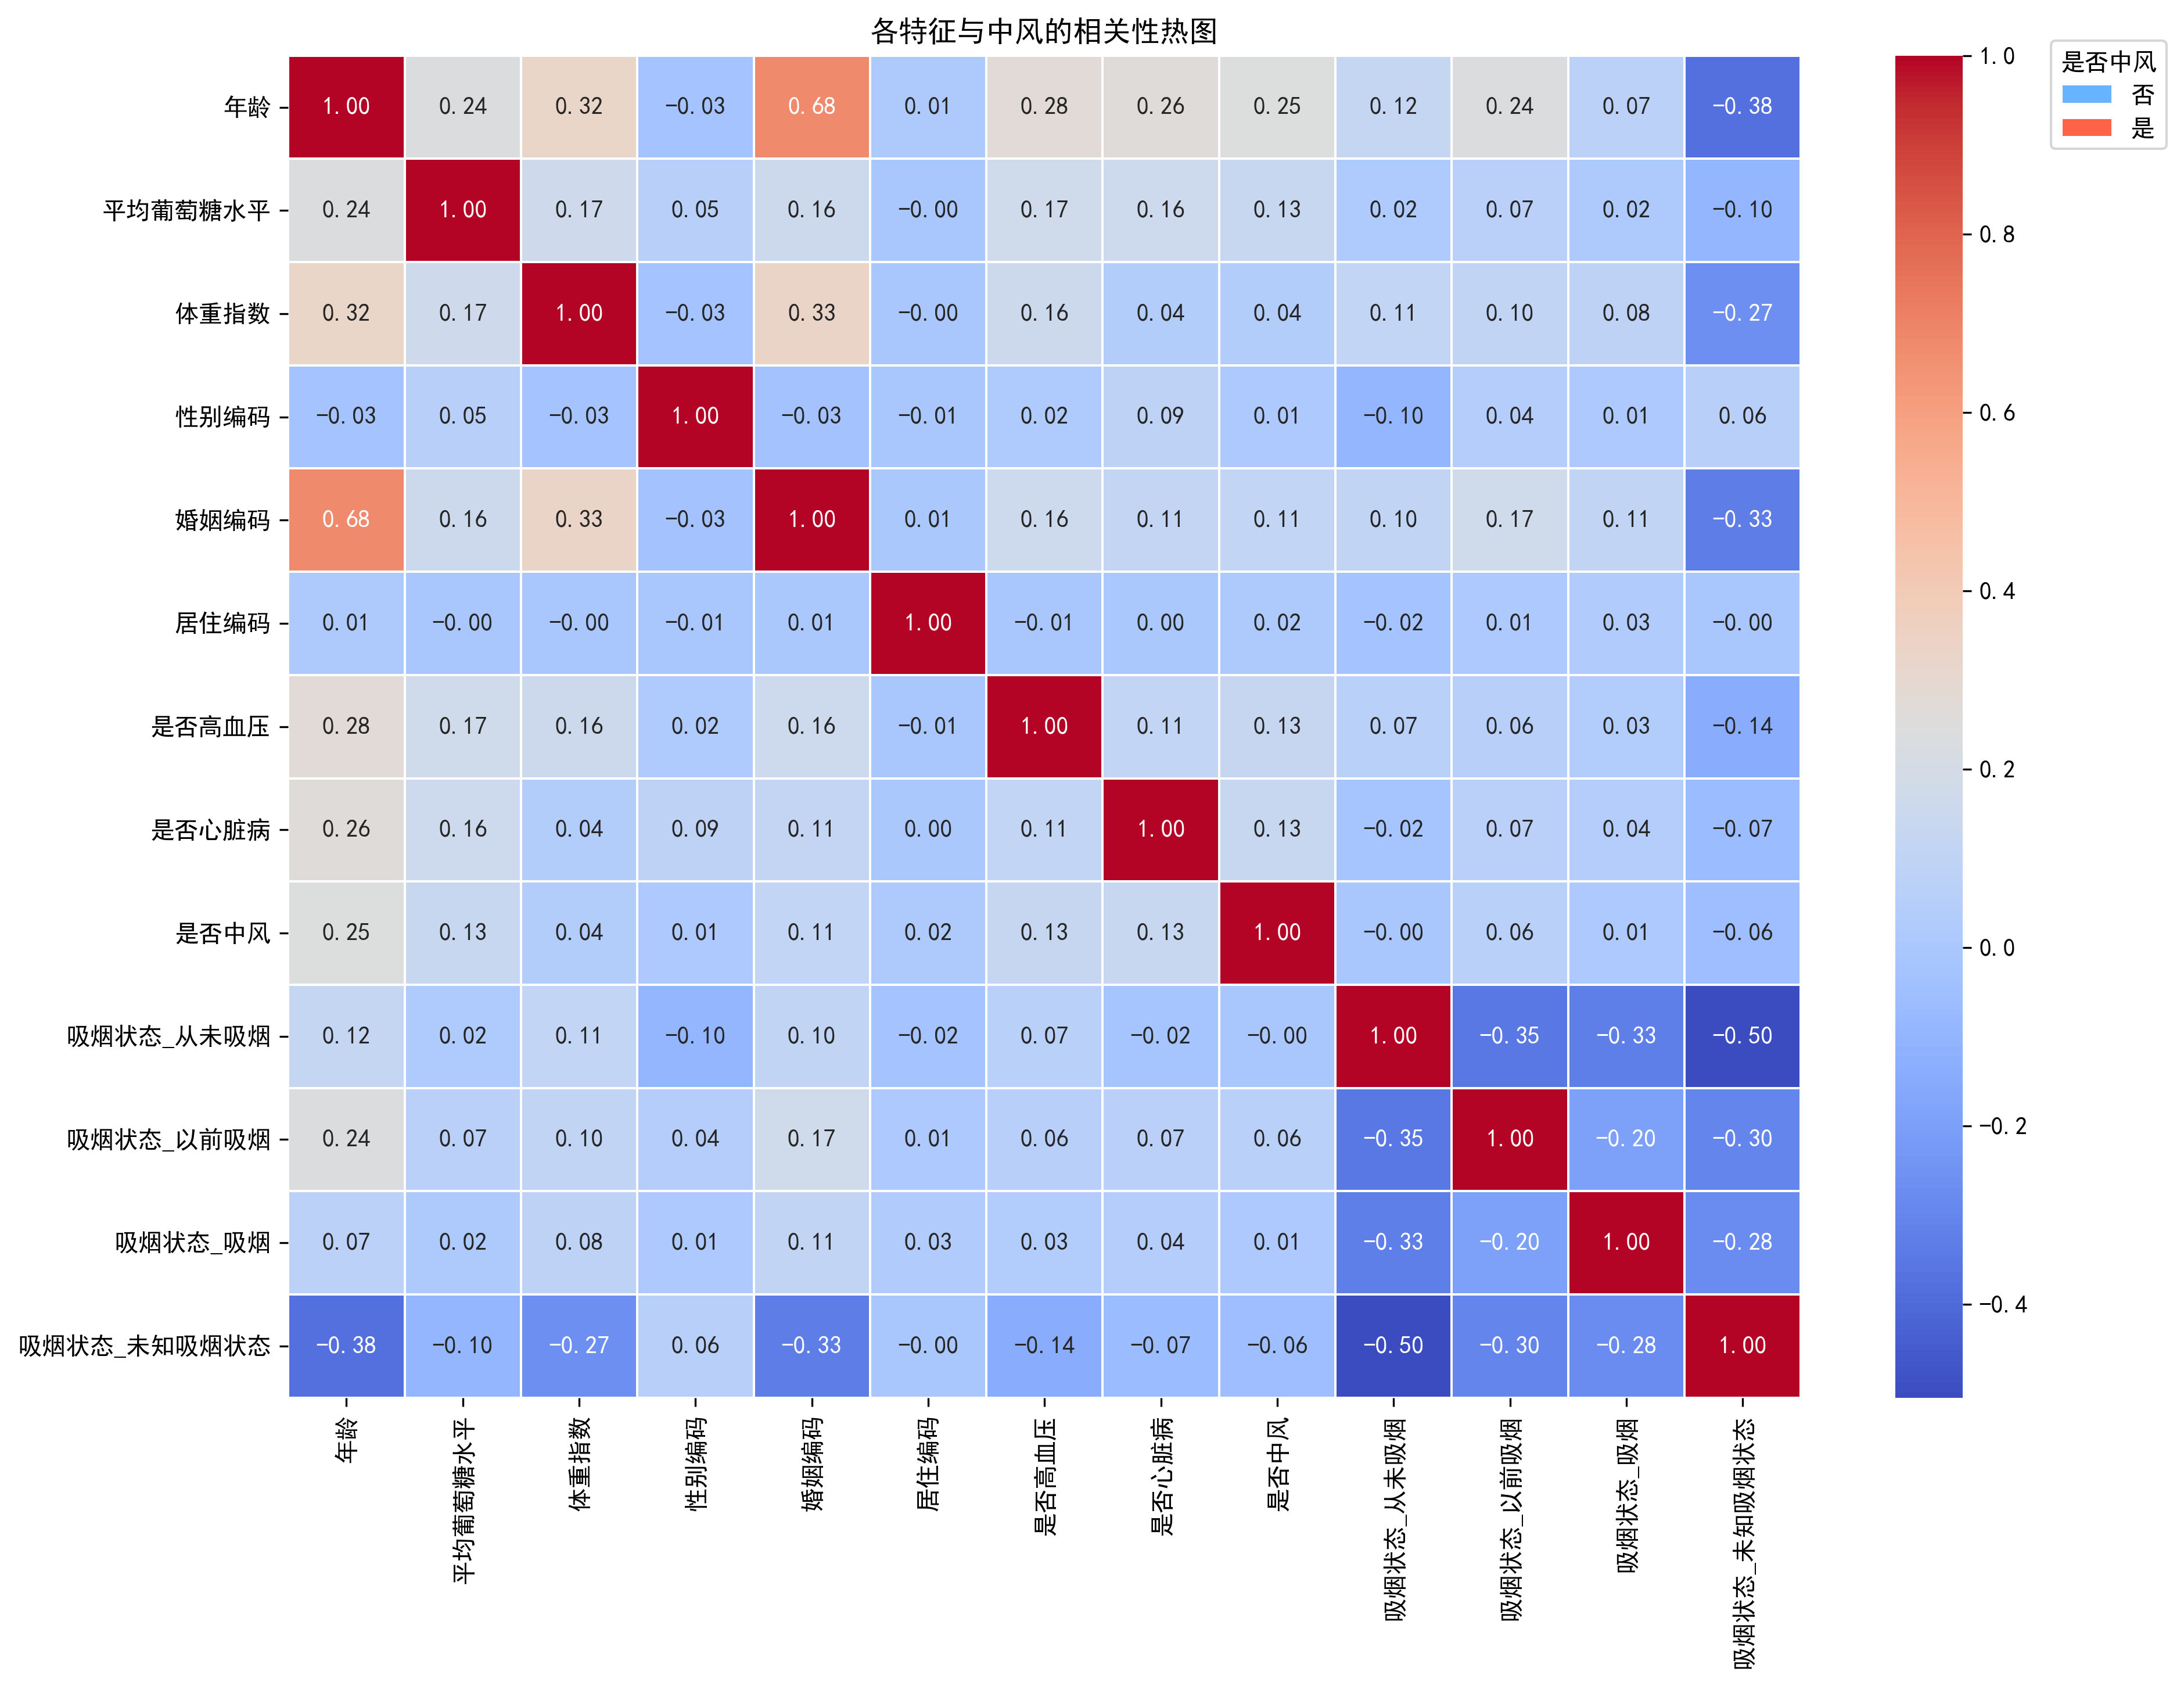 各特征与中风的相关性热图
年龄 1.00 0.24 0.32 −0.03 0.68 0.01 0.28 0.26 0.25 0.12 0.24 0.07 −0.38
平均葡萄糖水平 0.24 1.00 0.17 0.05 0.16 −0.00 0.17 0.16 0.13 0.02 0.07 0.02 −0.10
体重指数 0.32 0.17 1.00 −0.03 0.33 −0.00 0.16 0.04 0.04 0.11 0.10 0.08 −0.27
性别编码 −0.03 0.05 −0.03 1.00 −0.03 −0.01 0.02 0.09 0.01 −0.10 0.04 0.01 0.06
婚姻编码 0.68 0.16 0.33 −0.03 1.00 0.01 0.16 0.11 0.11 0.10 0.17 0.11 −0.33
居住编码 0.01 −0.00 −0.00 −0.01 0.01 1.00 −0.01 0.00 0.02 −0.02 0.01 0.03 −0.00
是否高血压 0.28 0.17 0.16 0.02 0.16 −0.01 1.00 0.11 0.13 0.07 0.06 0.03 −0.14
是否心脏病 0.26 0.16 0.04 0.09 0.11 0.00 0.11 1.00 0.13 −0.02 0.07 0.04 −0.07
是否中风 0.25 0.13 0.04 0.01 0.11 0.02 0.13 0.13 1.00 −0.00 0.06 0.01 −0.06
吸烟状态_从未吸烟 0.12 0.02 0.11 −0.10 0.10 −0.02 0.07 −0.02 −0.00 1.00 −0.35 −0.33 −0.50
吸烟状态_以前吸烟 0.24 0.07 0.10 0.04 0.17 0.01 0.06 0.07 0.06 −0.35 1.00 −0.20 −0.30
吸烟状态_吸烟 0.07 0.02 0.08 0.01 0.11 0.03 0.03 0.04 0.01 −0.33 −0.20 1.00 −0.28
吸烟状态_未知吸烟状态 −0.38 −0.10 −0.27 0.06 −0.33 −0.00 −0.14 −0.07 −0.06 −0.50 −0.30 −0.28 1.00
年龄
平均葡萄糖水平
体重指数
性别编码
婚姻编码
居住编码
是否高血压
是否心脏病
是否中风
吸烟状态_从未吸烟
吸烟状态_以前吸烟
吸烟状态_吸烟
吸烟状态_未知吸烟状态
1.0
0.8
0.6
0.4
0.2
0.0
−0.2
−0.4
是否中风
否
是